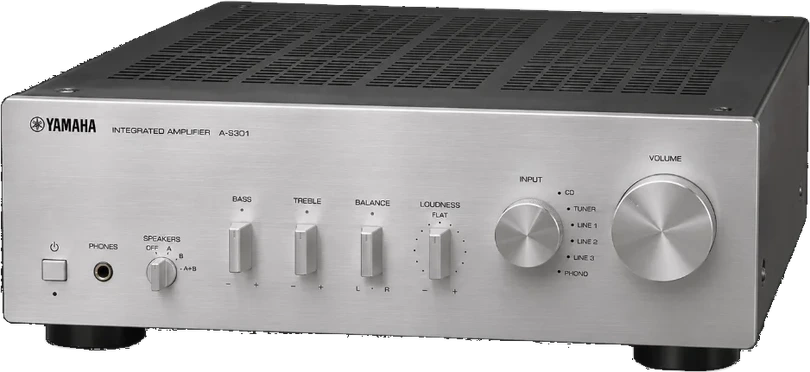 YAMAHA INTEGRATED AMPLIFIER A-S301
VOLUME
INPUT
CD
TUNER
LINE 1
LINE 2
LINE 3
PHONO
BASS TREBLE BALANCE LOUDNESS
FLAT
PHONES SPEAKERS
OFF A
B
A+B
- + - + L R - +